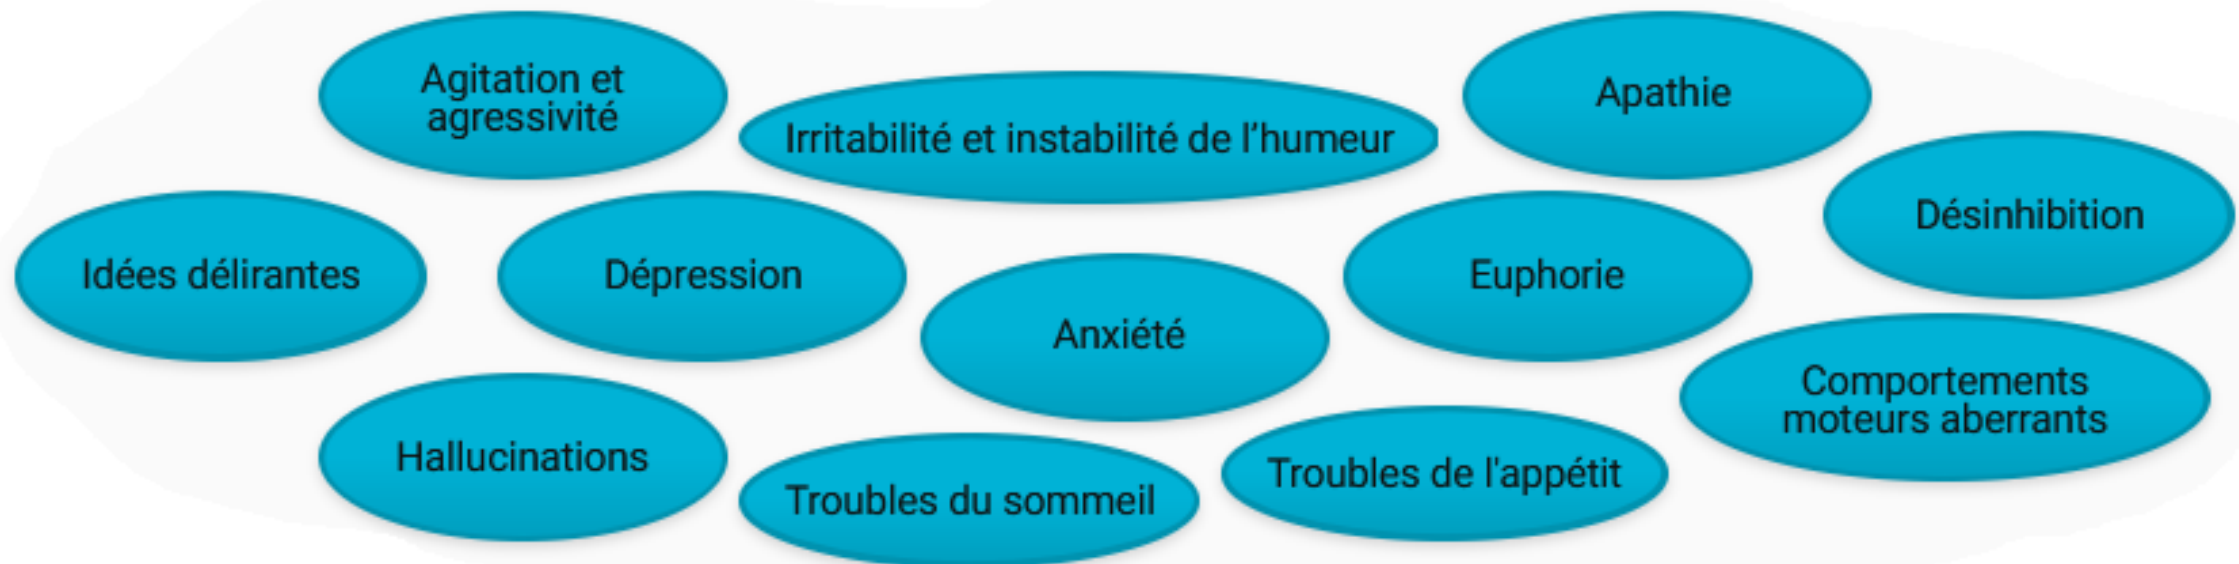 Agitation et
agressivité
Irritabilité et instabilité de l’humeur
Apathie
Désinhibition
Idées délirantes
Dépression
Anxiété
Euphorie
Comportements
moteurs aberrants
Hallucinations
Troubles du sommeil
Troubles de l'appétit